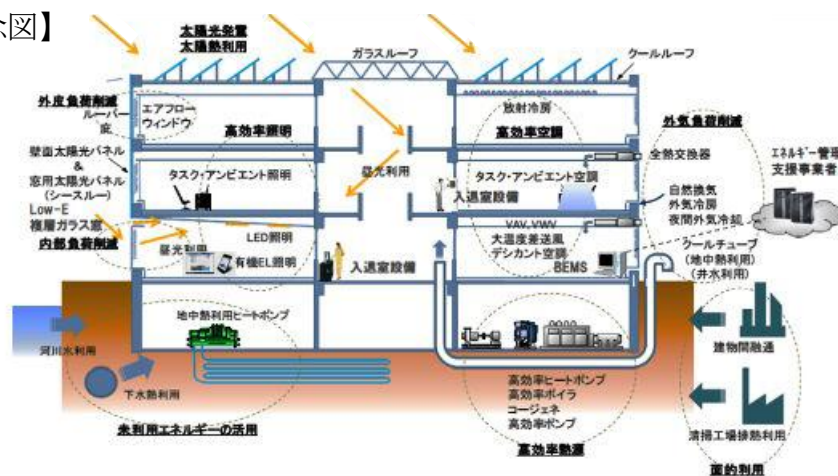 念図】
太陽光発電
太陽熱利用
ガラスルーフ
クールルーフ
外皮負荷削減
ルーバー
庇
エアフロー
ウィンドウ
高効率照明
放射冷房
高効率空調
外気負荷削減
壁面太陽光パネル
&
窓用太陽光パネル
(シースルー)
Low-E
複層ガラス窓
タスク・アンビエント照明
昼光利用
タスク・アンビエント空調
入退室設備
全熱交換器
エネルギー管理
支援事業者
自然換気
外気冷房
夜間外気冷却
内部負荷削減
昼光利用
LED照明
有機EL照明
入退室設備
VAV、VWV
大温度差送風
デシカント空調
BEMS
クールチューブ
(地中熱利用)
(井水利用)
地中熱利用ヒートポンプ
河川水利用
下水熱利用
未利用エネルギーの活用
高効率ヒートポンプ
高効率ボイラ
コージェネ
高効率ポンプ
高効率熱源
建物間融通
清掃工場排熱利用
面的利用